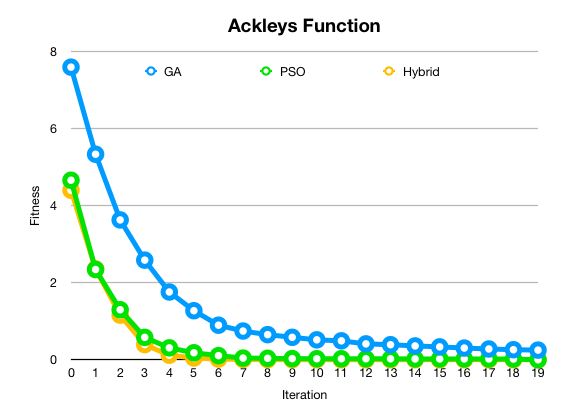 Ackleys Function
8
GA PSO Hybrid
6
4
2
0
Fitness
0 1 2 3 4 5 6 7 8 9 10 11 12 13 14 15 16 17 18 19
Iteration